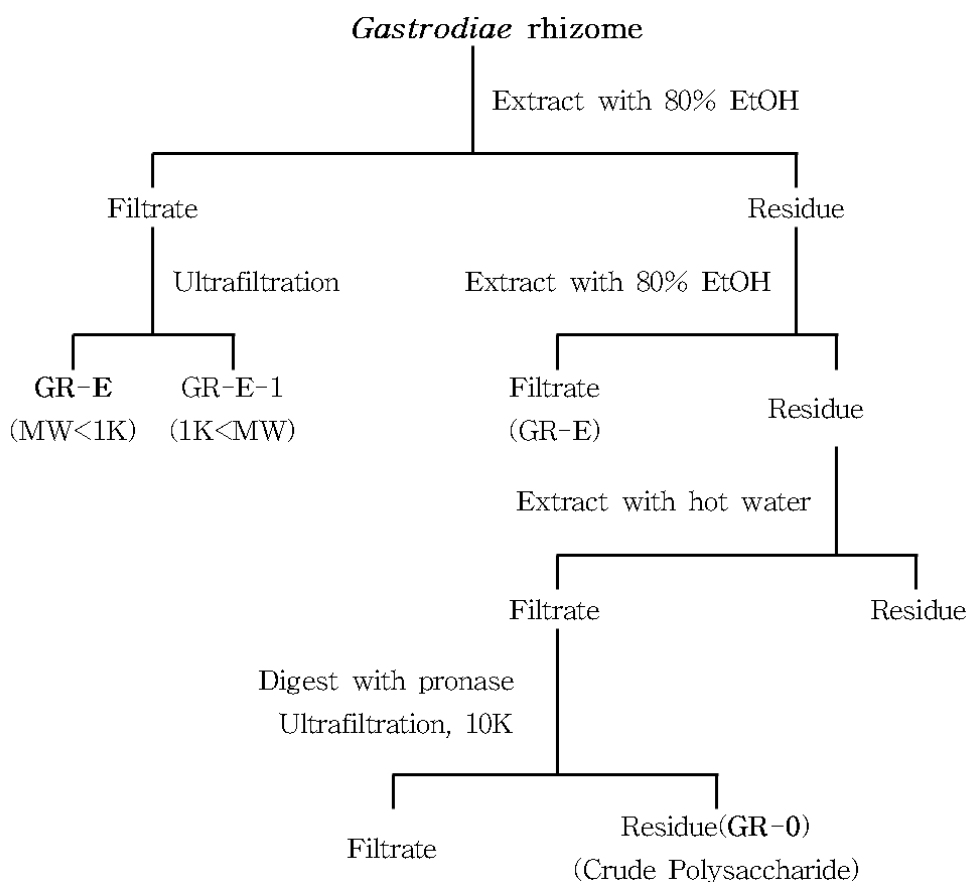 Gastrodiae rhizome
Extract with 80% EtOH
Filtrate
Residue
Ultrafiltration
Extract with 80% EtOH
GR-E
(MW<1K)
GR-E-1
(1K<MW)
Filtrate
(GR-E)
Residue
Extract with hot water
Filtrate
Residue
Digest with pronase
Ultrafiltration, 10K
Filtrate
Residue(GR-0)
(Crude Polysaccharide)